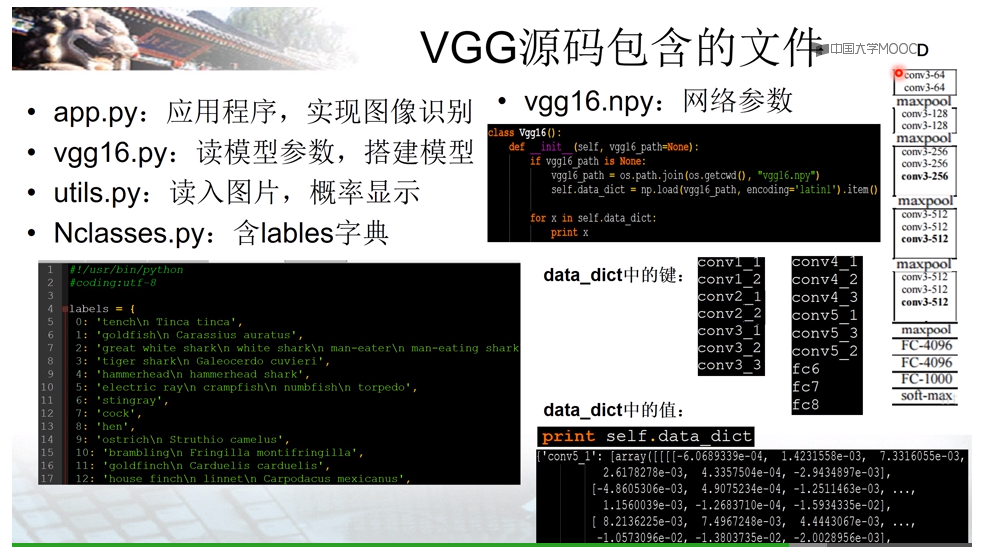 VGG源码包含的文件
中国大学MOOC
D
• app.py：应用程序，实现图像识别
• vgg16.py：读模型参数，搭建模型
• utils.py：读入图片，概率显示
• Nclasses.py：含lables字典
1 #!/usr/bin/python
2 #coding:utf-8
3
4 labels = {
5 0: 'tench\n Tinca tinca',
6 1: 'goldfish\n Carassius auratus',
7 2: 'great white shark\n white shark\n man-eater\n man-eating shark
8 3: 'tiger shark\n Galeocerdo cuvieri',
9 4: 'hammerhead\n hammerhead shark',
10 5: 'electric ray\n crampfish\n numbfish\n torpedo',
11 6: 'stingray',
12 7: 'cock',
13 8: 'hen',
14 9: 'ostrich\n Struthio camelus',
15 10: 'brambling\n Fringilla montifringilla',
16 11: 'goldfinch\n Carduelis carduelis',
17 12: 'house finch\n linnet\n Carpodacus mexicanus',
• vgg16.npy：网络参数
class Vgg16():
def __init__(self, vgg16_path=None):
if vgg16_path is None:
vgg16_path = os.path.join(os.getcwd(), "vgg16.npy")
self.data_dict = np.load(vgg16_path, encoding='latin1').item()
for x in self.data_dict:
print x
data_dict中的键：
conv1_1
conv1_2
conv2_1
conv2_2
conv3_1
conv3_2
conv3_3
conv4_1
conv4_2
conv4_3
conv5_1
conv5_3
conv5_2
fc6
fc7
fc8
data_dict中的值：
print self.data_dict
{'conv5_1': [array([[[[-6.0689339e-04, 1.4231558e-03, 7.3316055e-03,
2.6178278e-03, 4.3357504e-04, -2.9434897e-03],
[-4.8605306e-03, 4.9075234e-04, -1.2511463e-03, ...,
1.1560039e-03, -1.2683710e-04, -1.5934335e-02],
[ 8.2136225e-03, 7.4967248e-03, 4.4443067e-03, ...,
-1.0573096e-02, -1.3803735e-02, -2.0028956e-03],
conv3-64
conv3-64
maxpool
conv3-128
conv3-128
maxpool
conv3-256
conv3-256
conv3-256
maxpool
conv3-512
conv3-512
conv3-512
maxpool
conv3-512
conv3-512
conv3-512
maxpool
FC-4096
FC-4096
FC-1000
soft-max